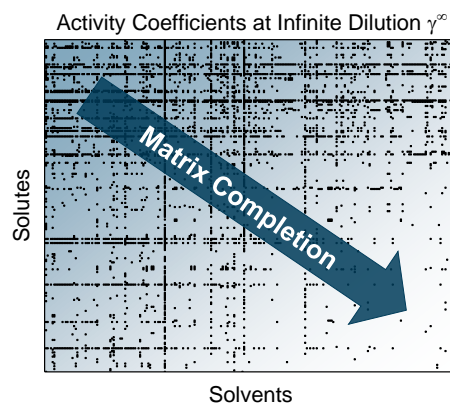 Activity Coefficients at Infinite Dilution γ∞
Solutes
Matrix Completion
Solvents